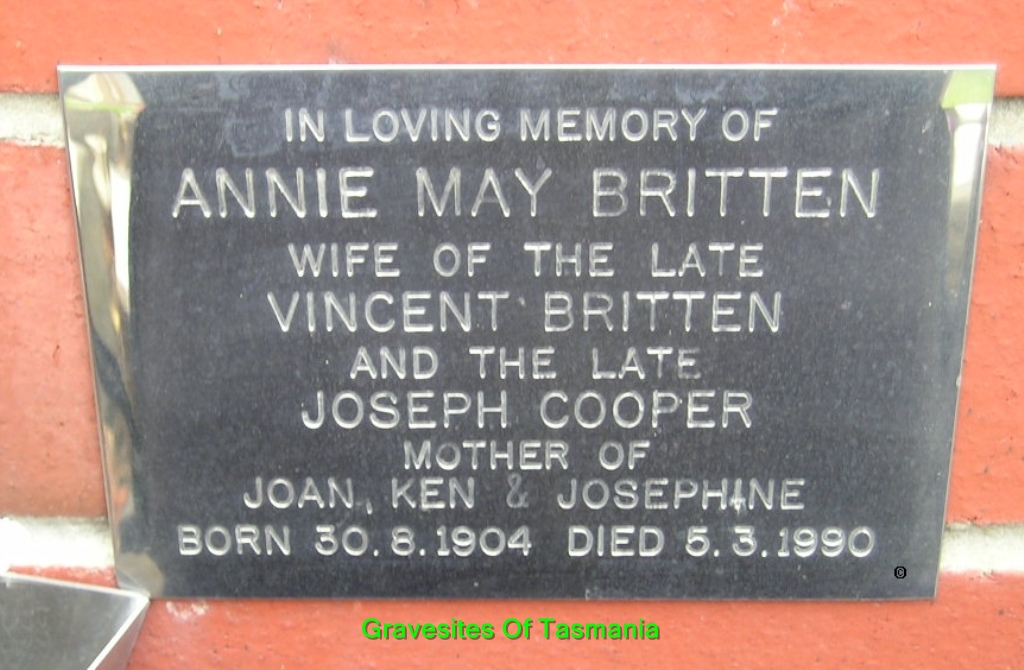 IN LOVING MEMORY OF
ANNIE MAY BRITTEN
WIFE OF THE LATE
VINCENT BRITTEN
AND THE LATE
JOSEPH COOPER
MOTHER OF
JOAN, KEN & JOSEPHINE
BORN 30.8.1904 DIED 5.3.1990
©
Gravesites Of Tasmania